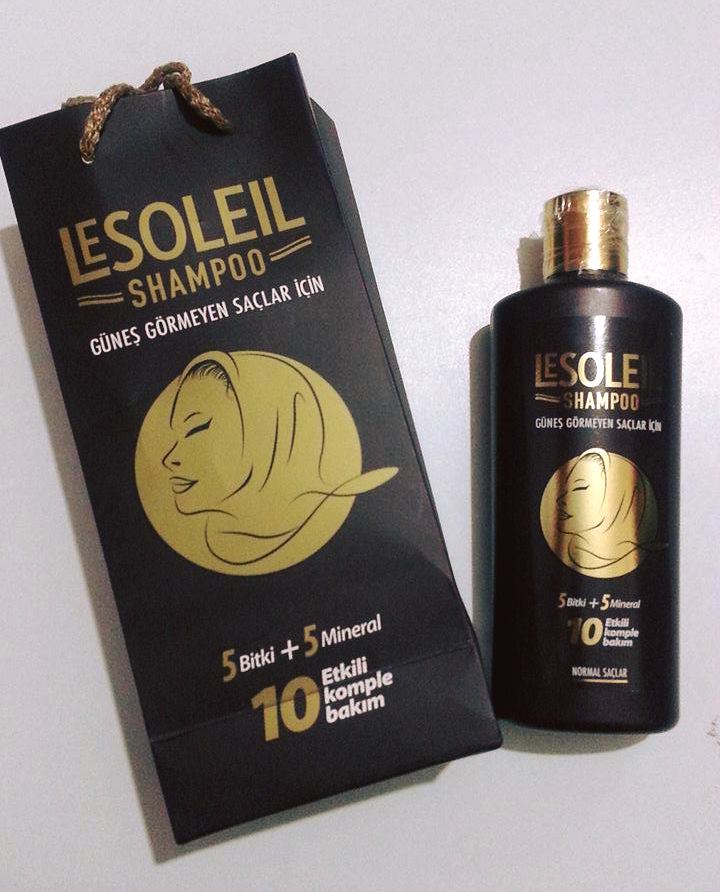 LESOLEIL
SHAMPOO
GÜNEŞ GÖRMEYEN SAÇLAR İÇİN
5 Bitki + 5 Mineral
10 Etkili
komple
bakım
LESOLEIL
SHAMPOO
GÜNEŞ GÖRMEYEN SAÇLAR İÇİN
5 Bitki + 5 Mineral
10 Etkili
komple
bakım
NORMAL SAÇLAR